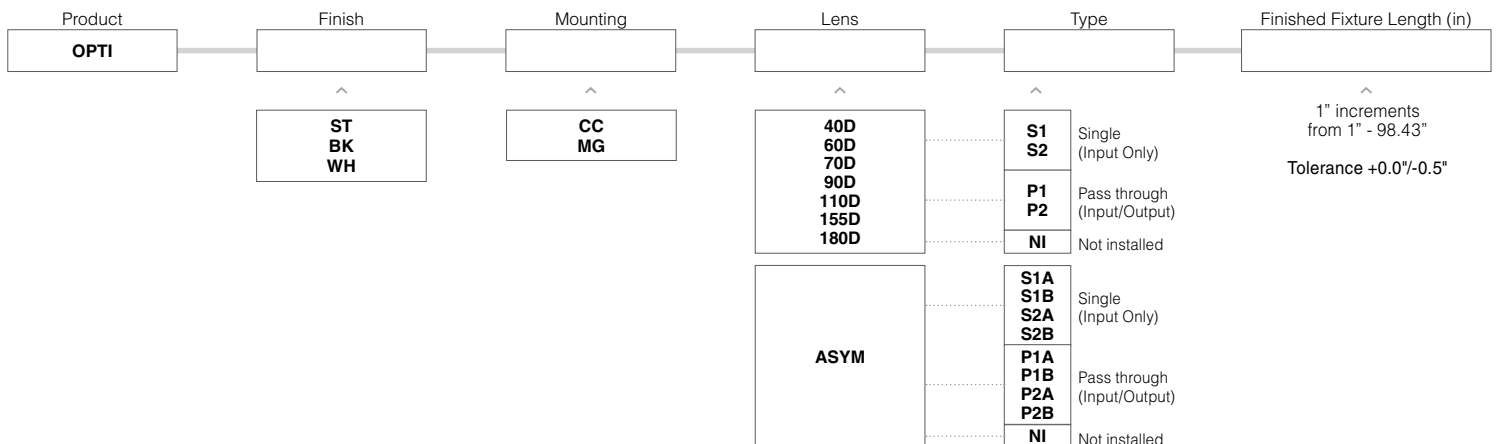 Product
Finish
Mounting
Lens
Type
Finished Fixture Length (in)
OPTI
ST
BK
WH
CC
MG
40D
60D
70D
90D
110D
155D
180D
S1
S2
Single
(Input Only)
P1
P2
Pass through
(Input/Output)
NI
Not installed
1” increments
from 1” - 98.43”
Tolerance +0.0"/-0.5"
ASYM
S1A
S1B
S2A
S2B
Single
(Input Only)
P1A
P1B
P2A
P2B
Pass through
(Input/Output)
NI
Not installed